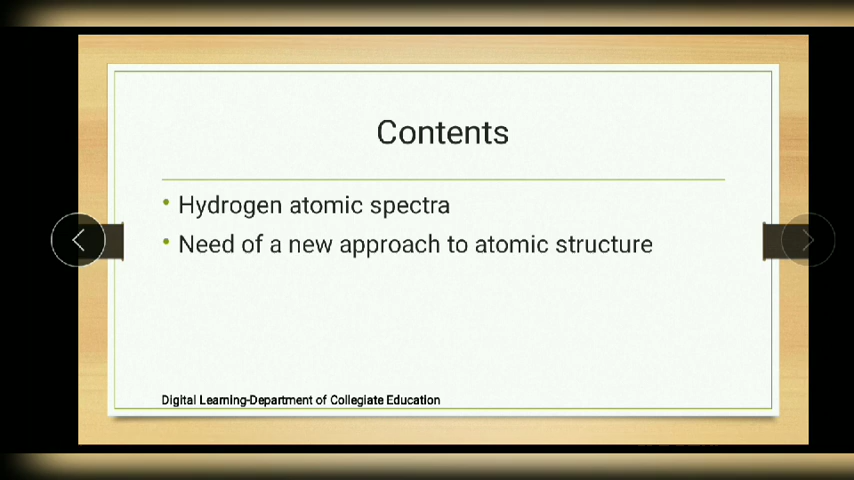 Contents
• Hydrogen atomic spectra
• Need of a new approach to atomic structure
Digital Learning-Department of Collegiate Education